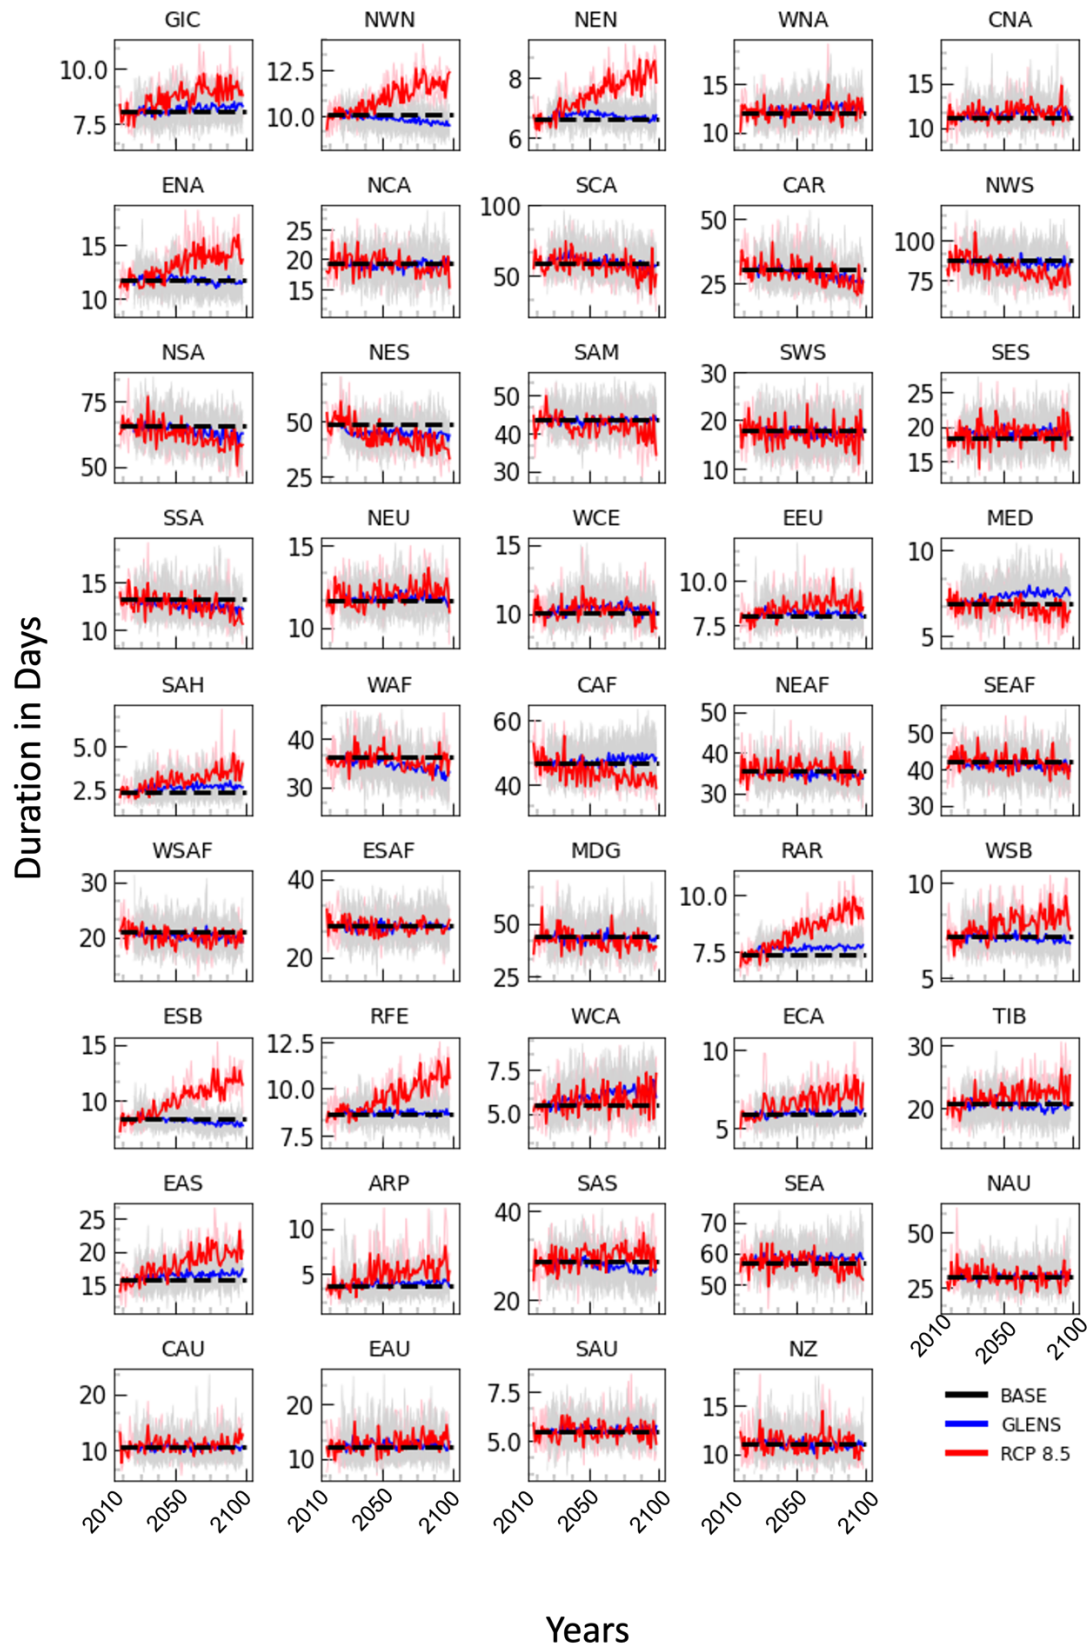 GIC NWN NEN WNA CNA
10.0 7.5 12.5 10.0 8 6 15 10 15 10
ENA NCA SCA CAR NWS
15 10 25 20 15 100 50 50 25 100 75
NSA NES SAM SWS SES
75 50 50 25 50 40 30 30 20 10 25 20 15
SSA NEU WCE EEU MED
15 10 15 10 15 10 10.0 7.5 10 5
SAH WAF CAF NEAF SEAF
5.0 2.5 40 30 60 40 50 40 30 50 40 30
Duration in Days
WSAF ESAF MDG RAR WSB
30 20 40 20 50 25 10.0 7.5 10 5
ESB RFE WCA ECA TIB
15 10 12.5 10.0 7.5 7.5 5.0 10 5 30 20
EAS ARP SAS SEA NAU
25 20 15 10 5 40 20 70 60 50 50 25
2010 2050 2100
CAU EAU SAU NZ
20 10 20 10 7.5 5.0 15 10
BASE
GLENS
RCP 8.5
2010 2050 2100 2010 2050 2100 2010 2050 2100 2010 2050 2100
Years